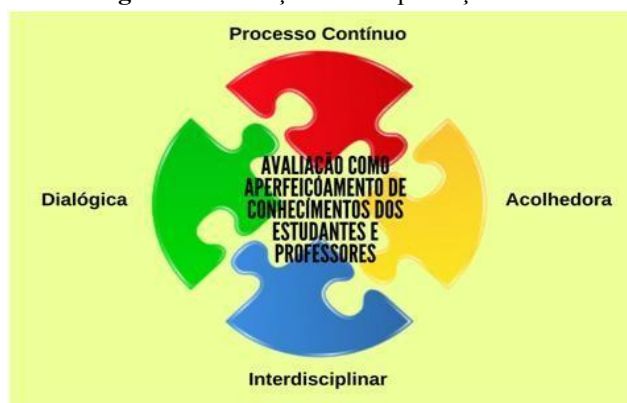 Processo Contínuo
Dialógica
AVALIAÇÃO COMO
APERFEIÇOAMENTO DE
CONHECIMENTOS DOS
ESTUDANTES E
PROFESSORES
Acolhedora
Interdisciplinar